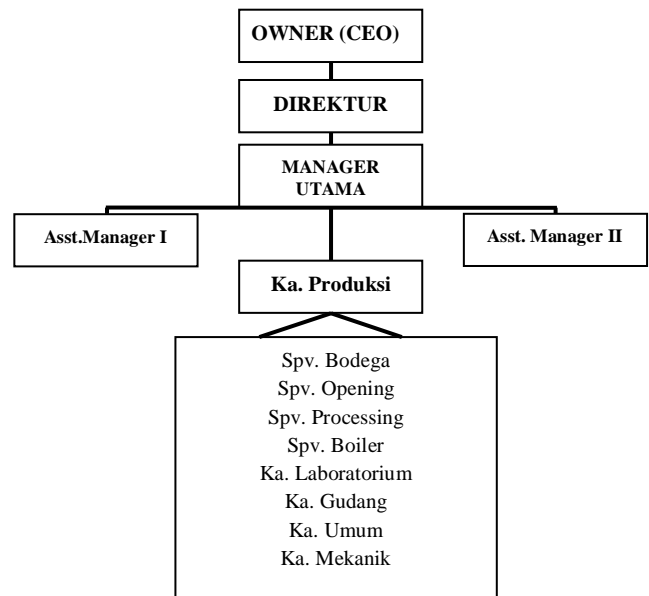 OWNER (CEO)
DIREKTUR
MANAGER
UTAMA
Asst.Manager I
Asst. Manager II
Ka. Produksi
Spv. Bodega
Spv. Opening
Spv. Processing
Spv. Boiler
Ka. Laboratorium
Ka. Gudang
Ka. Umum
Ka. Mekanik